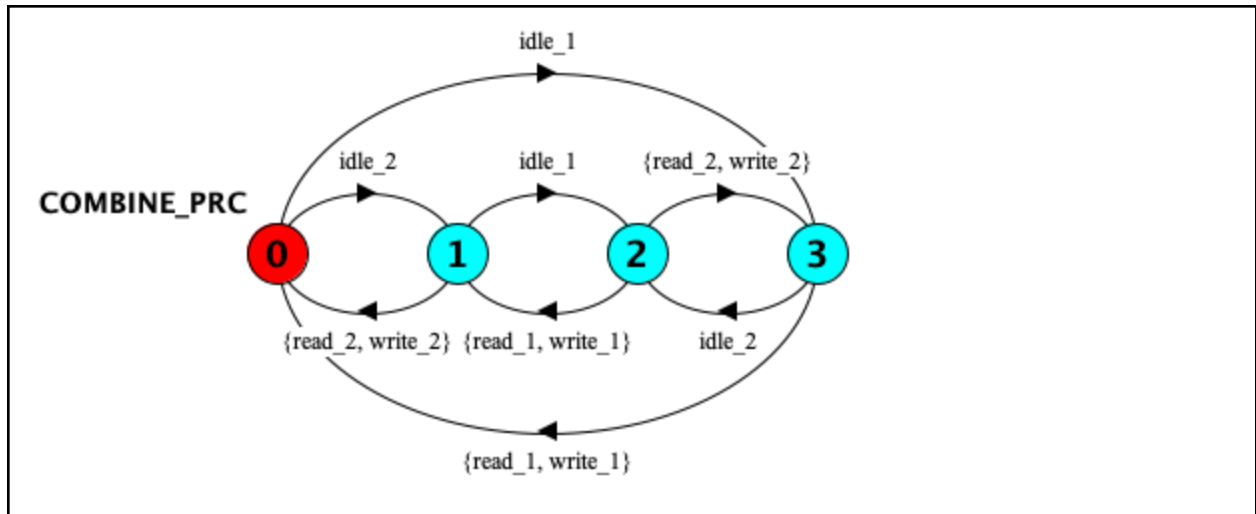 idle_1
idle_2 idle_1 {read_2, write_2}
COMBINE_PRC
0 1 2 3
{read_2, write_2} {read_1, write_1} idle_2
{read_1, write_1}